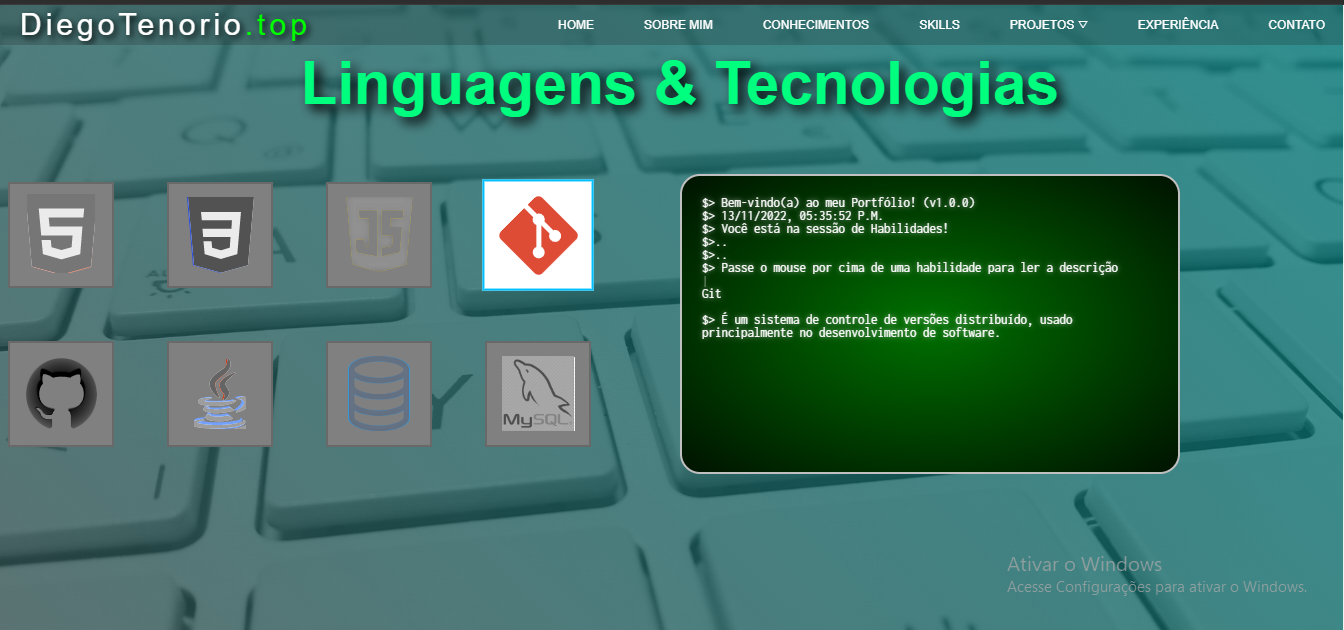 DiegoTenorio.top
HOME SOBRE MIM CONHECIMENTOS SKILLS PROJETOS ▽ EXPERIÊNCIA CONTATO
Linguagens & Tecnologias
5 3 JS
MySQL
$> Bem-vindo(a) ao meu Portfólio! (v1.0.0)
$> 13/11/2022, 05:35:52 P.M.
$> Você está na sessão de Habilidades!
$>..
$>..
$> Passe o mouse por cima de uma habilidade para ler a descrição
|
Git
$> É um sistema de controle de versões distribuído, usado
principalmente no desenvolvimento de software.
Ativar o Windows
Acesse Configurações para ativar o Windows.